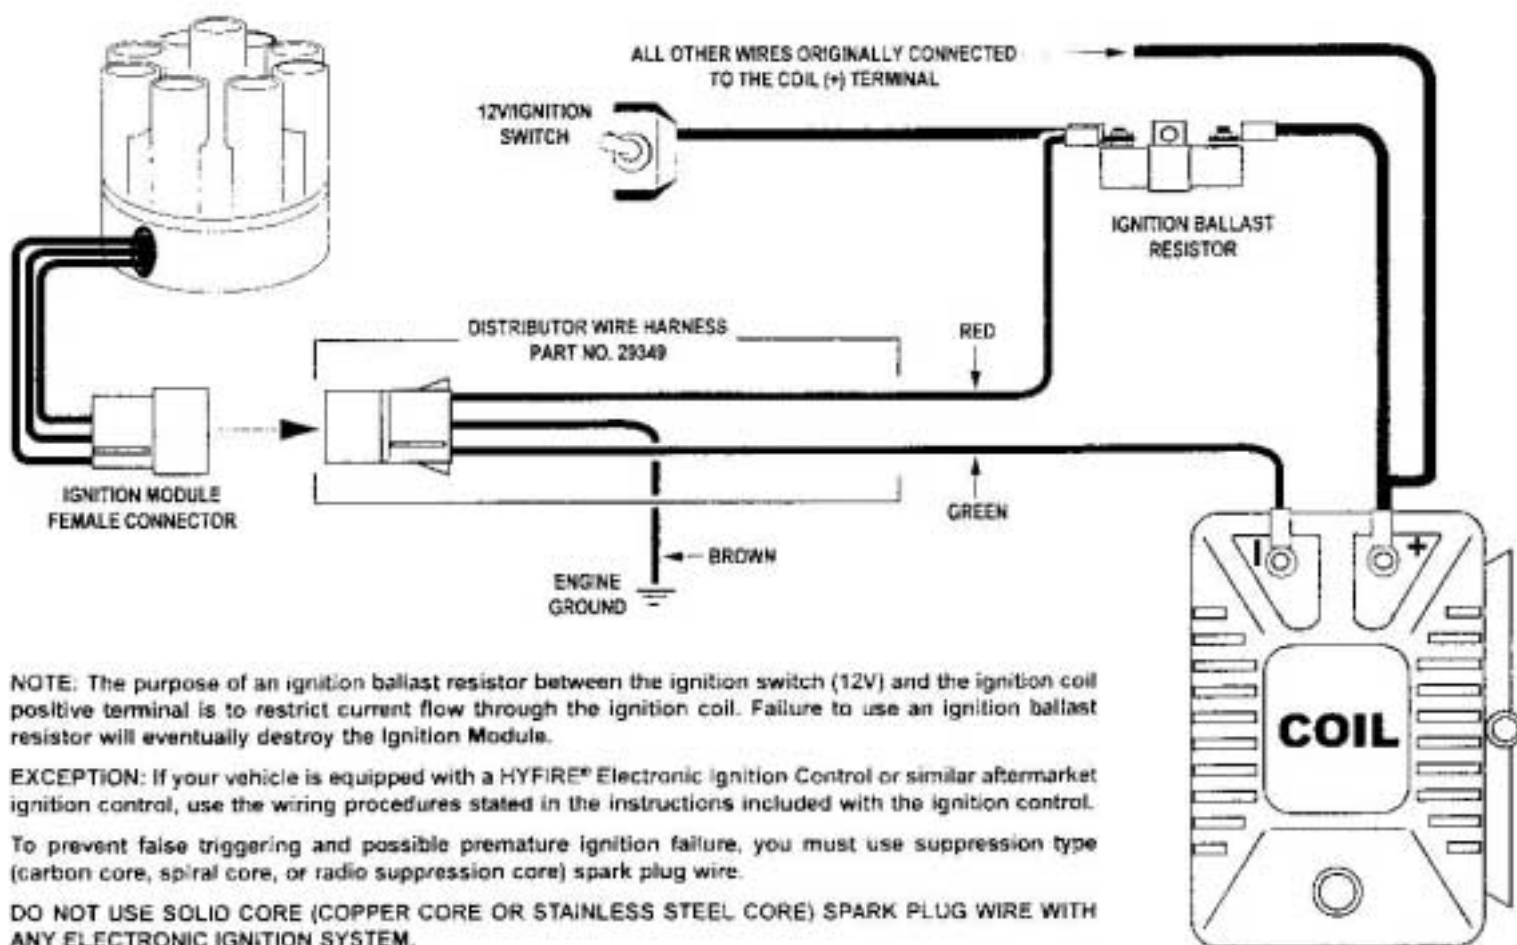 ALL OTHER WIRES ORIGINALLY CONNECTED
TO THE COIL (+) TERMINAL
12V/IGNITION
SWITCH
IGNITION BALLAST
RESISTOR
DISTRIBUTOR WIRE HARNESS
PART NO. 29349
RED
IGNITION MODULE
FEMALE CONNECTOR
GREEN
BROWN
ENGINE
GROUND
- +
COIL
NOTE: The purpose of an ignition ballast resistor between the ignition switch (12V) and the ignition coil
positive terminal is to restrict current flow through the ignition coil. Failure to use an ignition ballast
resistor will eventually destroy the Ignition Module.
EXCEPTION: If your vehicle is equipped with a HYFIRE® Electronic Ignition Control or similar aftermarket
ignition control, use the wiring procedures stated in the instructions included with the ignition control.
To prevent false triggering and possible premature ignition failure, you must use suppression type
(carbon core, spiral core, or radio suppression core) spark plug wire.
DO NOT USE SOLID CORE (COPPER CORE OR STAINLESS STEEL CORE) SPARK PLUG WIRE WITH
ANY ELECTRONIC IGNITION SYSTEM.